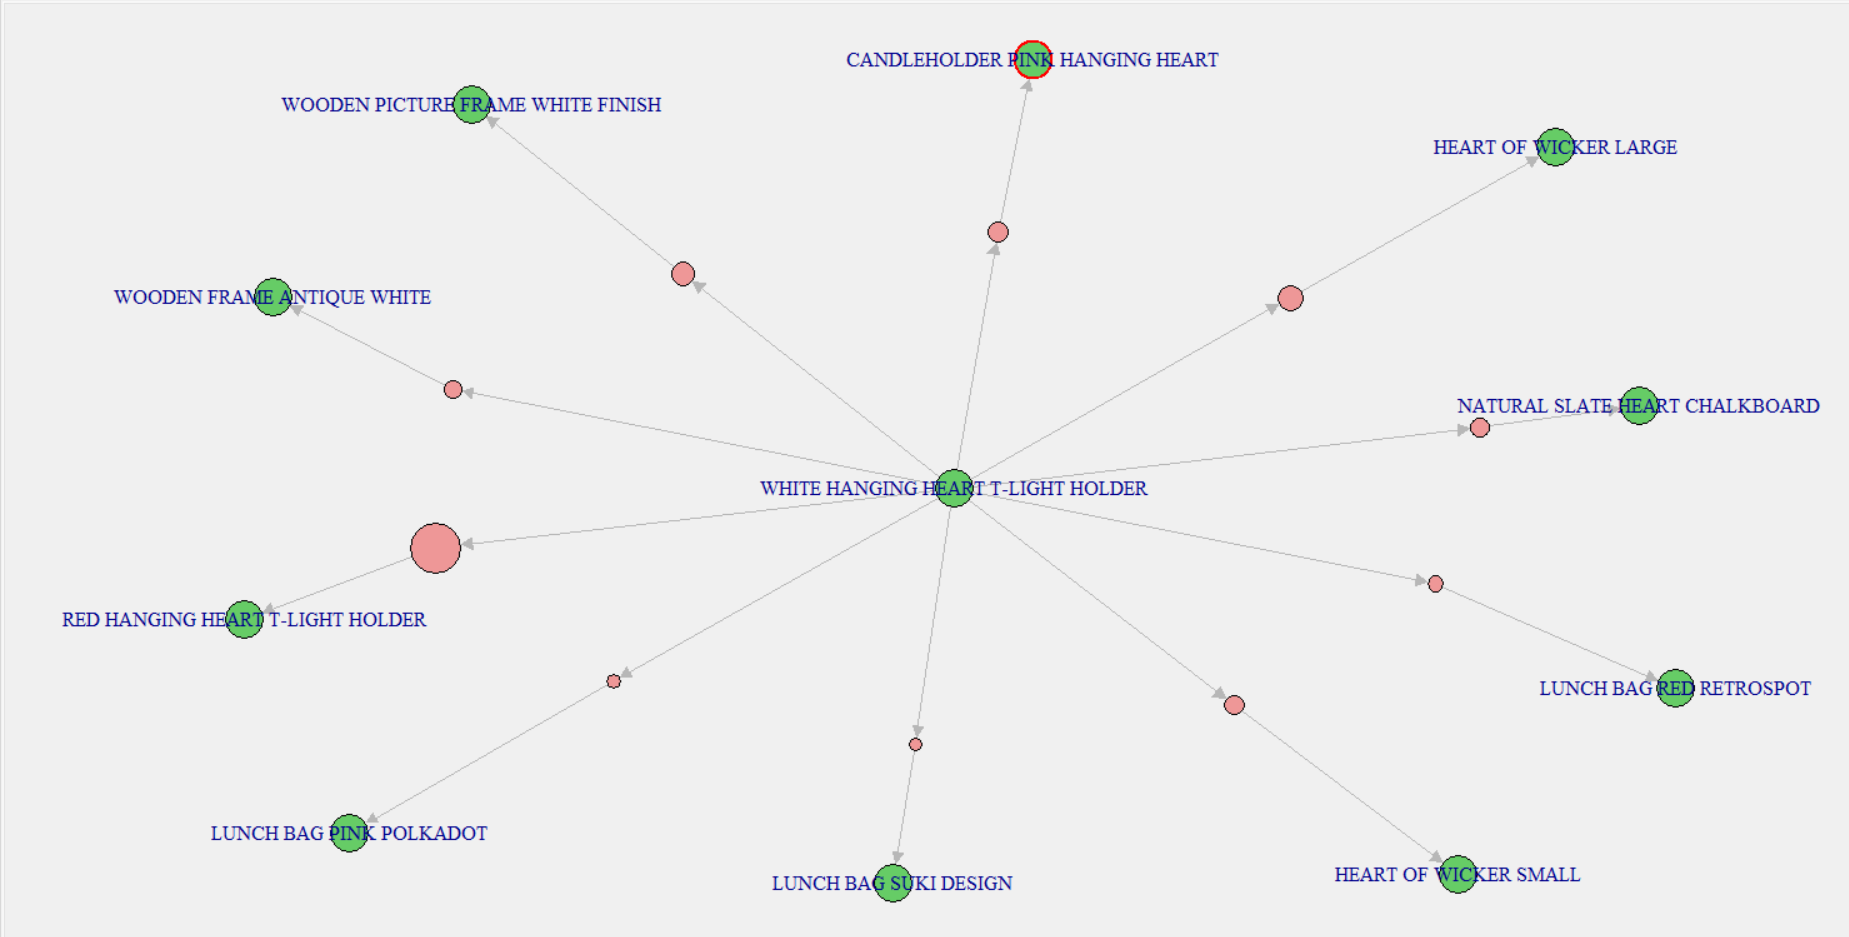 CANDLEHOLDER PINK HANGING HEART
WOODEN PICTURE FRAME WHITE FINISH
HEART OF WICKER LARGE
WOODEN FRAME ANTIQUE WHITE
NATURAL SLATE HEART CHALKBOARD
WHITE HANGING HEART T-LIGHT HOLDER
RED HANGING HEART T-LIGHT HOLDER
LUNCH BAG RED RETROSPOT
LUNCH BAG PINK POLKADOT
HEART OF WICKER SMALL
LUNCH BAG SUKI DESIGN